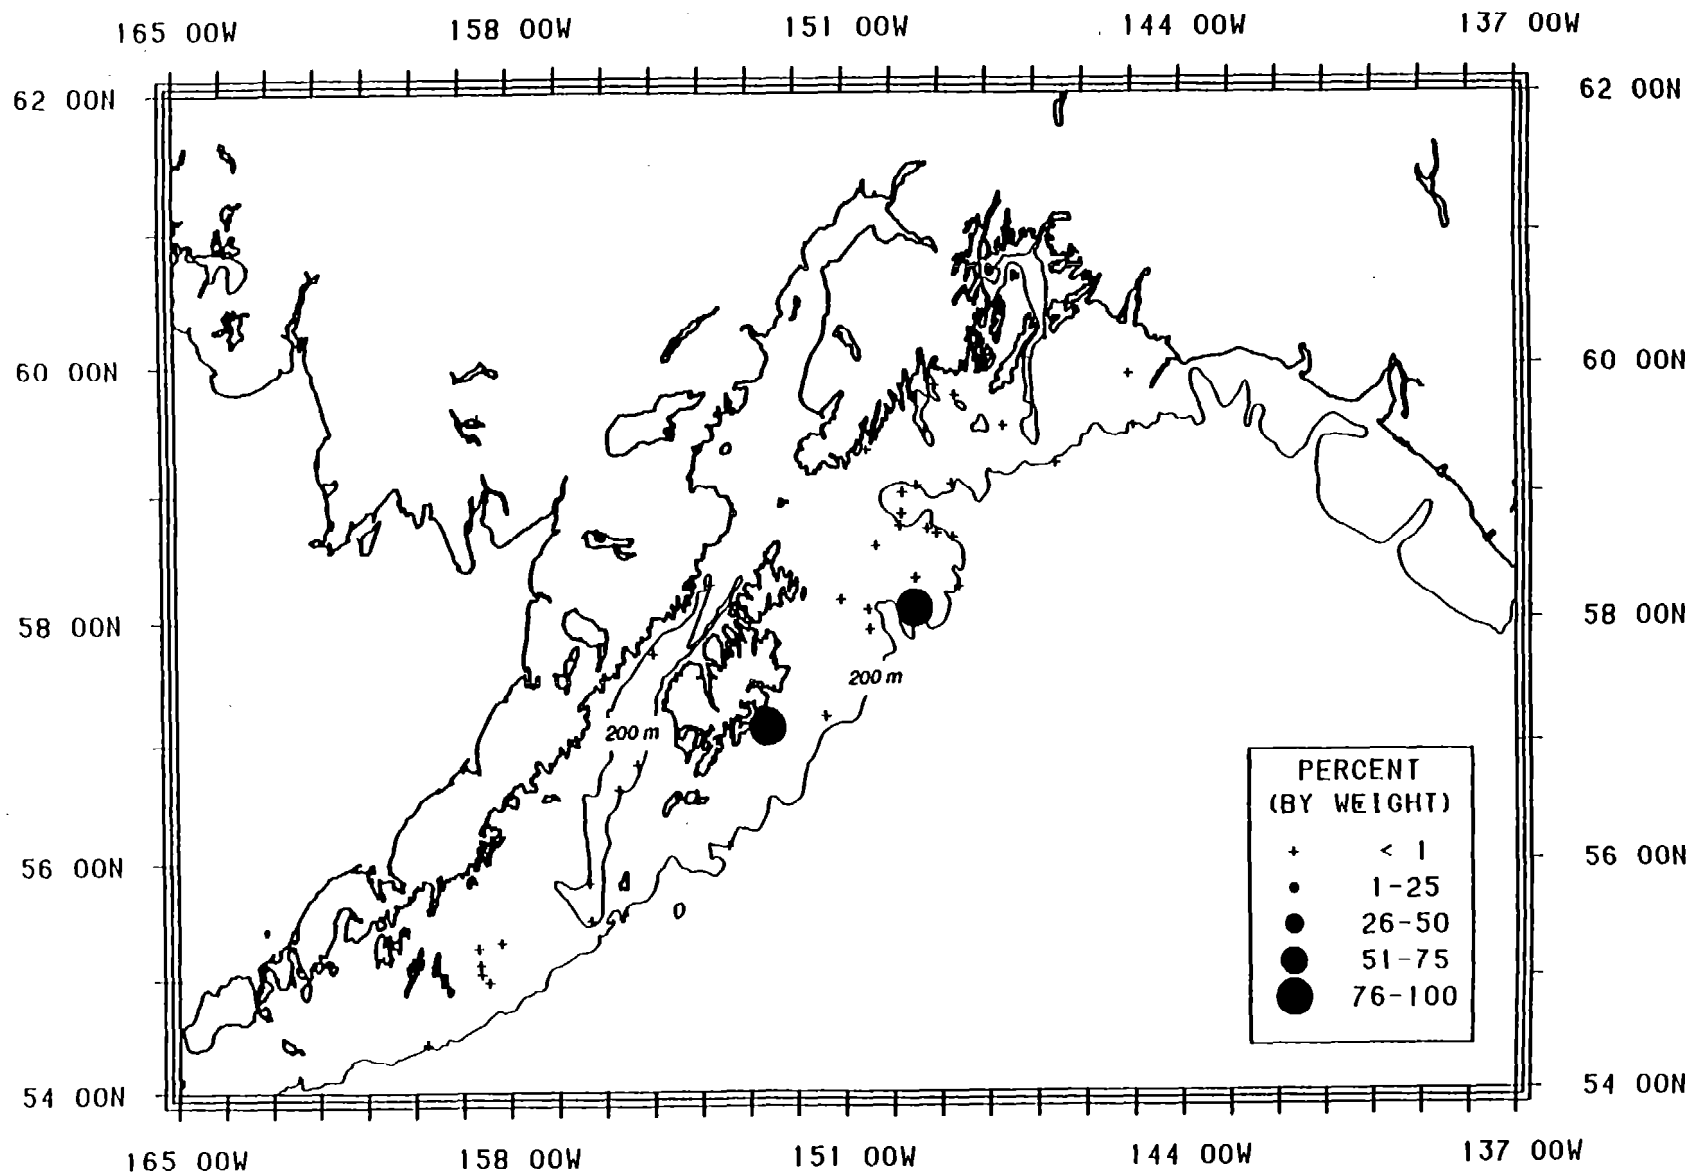 165 00W 158 00W 151 00W 144 00W 137 00W
62 00N 62 00N
60 00N 60 00N
58 00N 58 00N
200 m
200 m
PERCENT
(BY WEIGHT)
+ < 1
1-25
56 00N 56 00N
26-50
51-75
76-100
54 00N 54 00N
165 00W 158 00W 151 00W 144 00W 137 00W